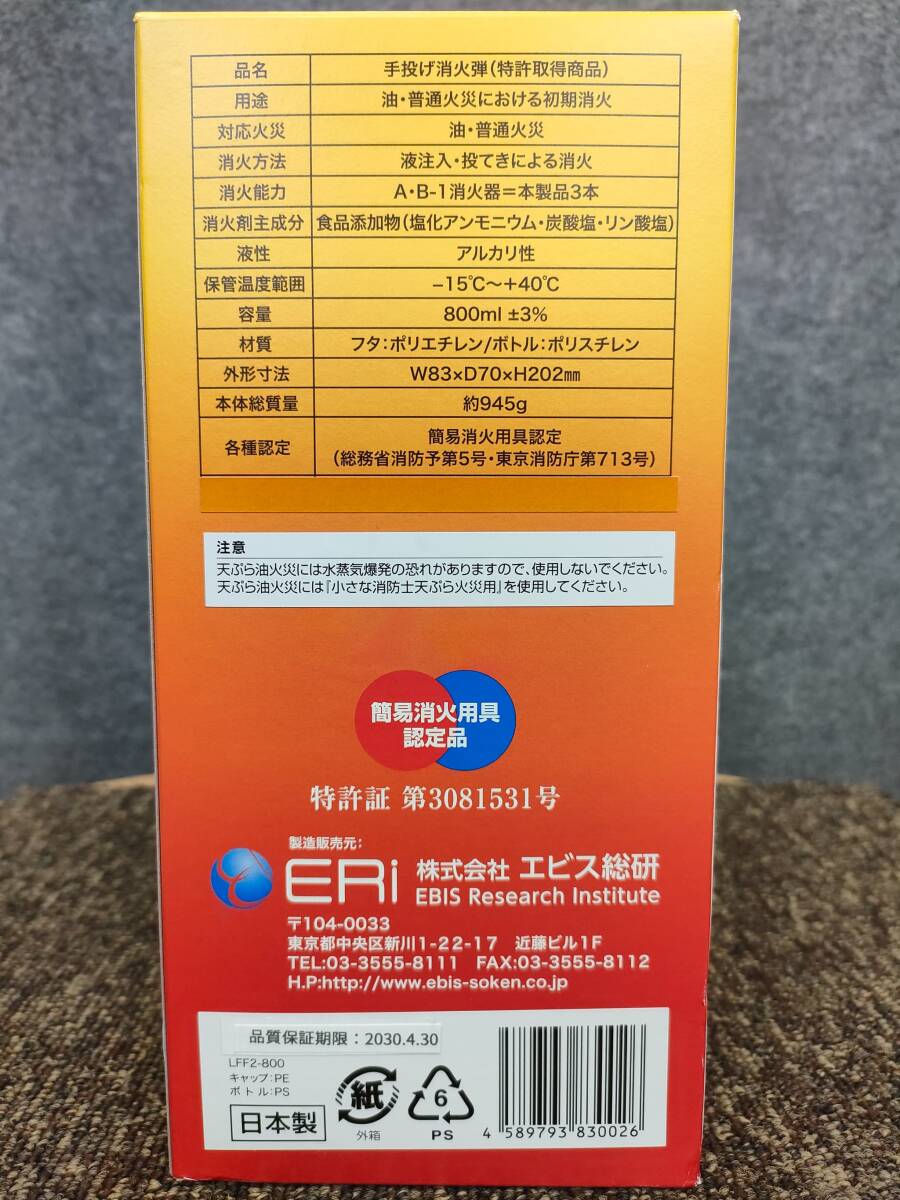 品名 手投げ消火弾(特許取得商品)
用途 油・普通火災における初期消火
対応火災 油・普通火災
消火方法 液注入・投てきによる消火
消火能力 A・B-1消火器=本製品3本
消火剤主成分 食品添加物(塩化アンモニウム・炭酸塩・リン酸塩)
液性 アルカリ性
保管温度範囲 −15℃〜+40℃
容量 800ml ±3%
材質 フタ:ポリエチレン/ボトル:ポリスチレン
外形寸法 W83×D70×H202㎜
本体総質量 約945g
各種認定 簡易消火用具認定
(総務省消防予第5号・東京消防庁第713号)
注意
天ぷら油火災には水蒸気爆発の恐れがありますので、使用しないでください。
天ぷら油火災には『小さな消防士天ぷら火災用』を使用してください。
簡易消火用具
認定品
特許証 第3081531号
製造販売元:
ERi 株式会社 エビス総研
EBIS Research Institute
〒104-0033
東京都中央区新川1-22-17 近藤ビル1F
TEL:03-3555-8111 FAX:03-3555-8112
H.P:http://www.ebis-soken.co.jp
品質保証期限:2030.4.30
LFF2-800
キャップ:PE
ボトル:PS
日本製
紙
外箱
6
PS
4 589793 830026